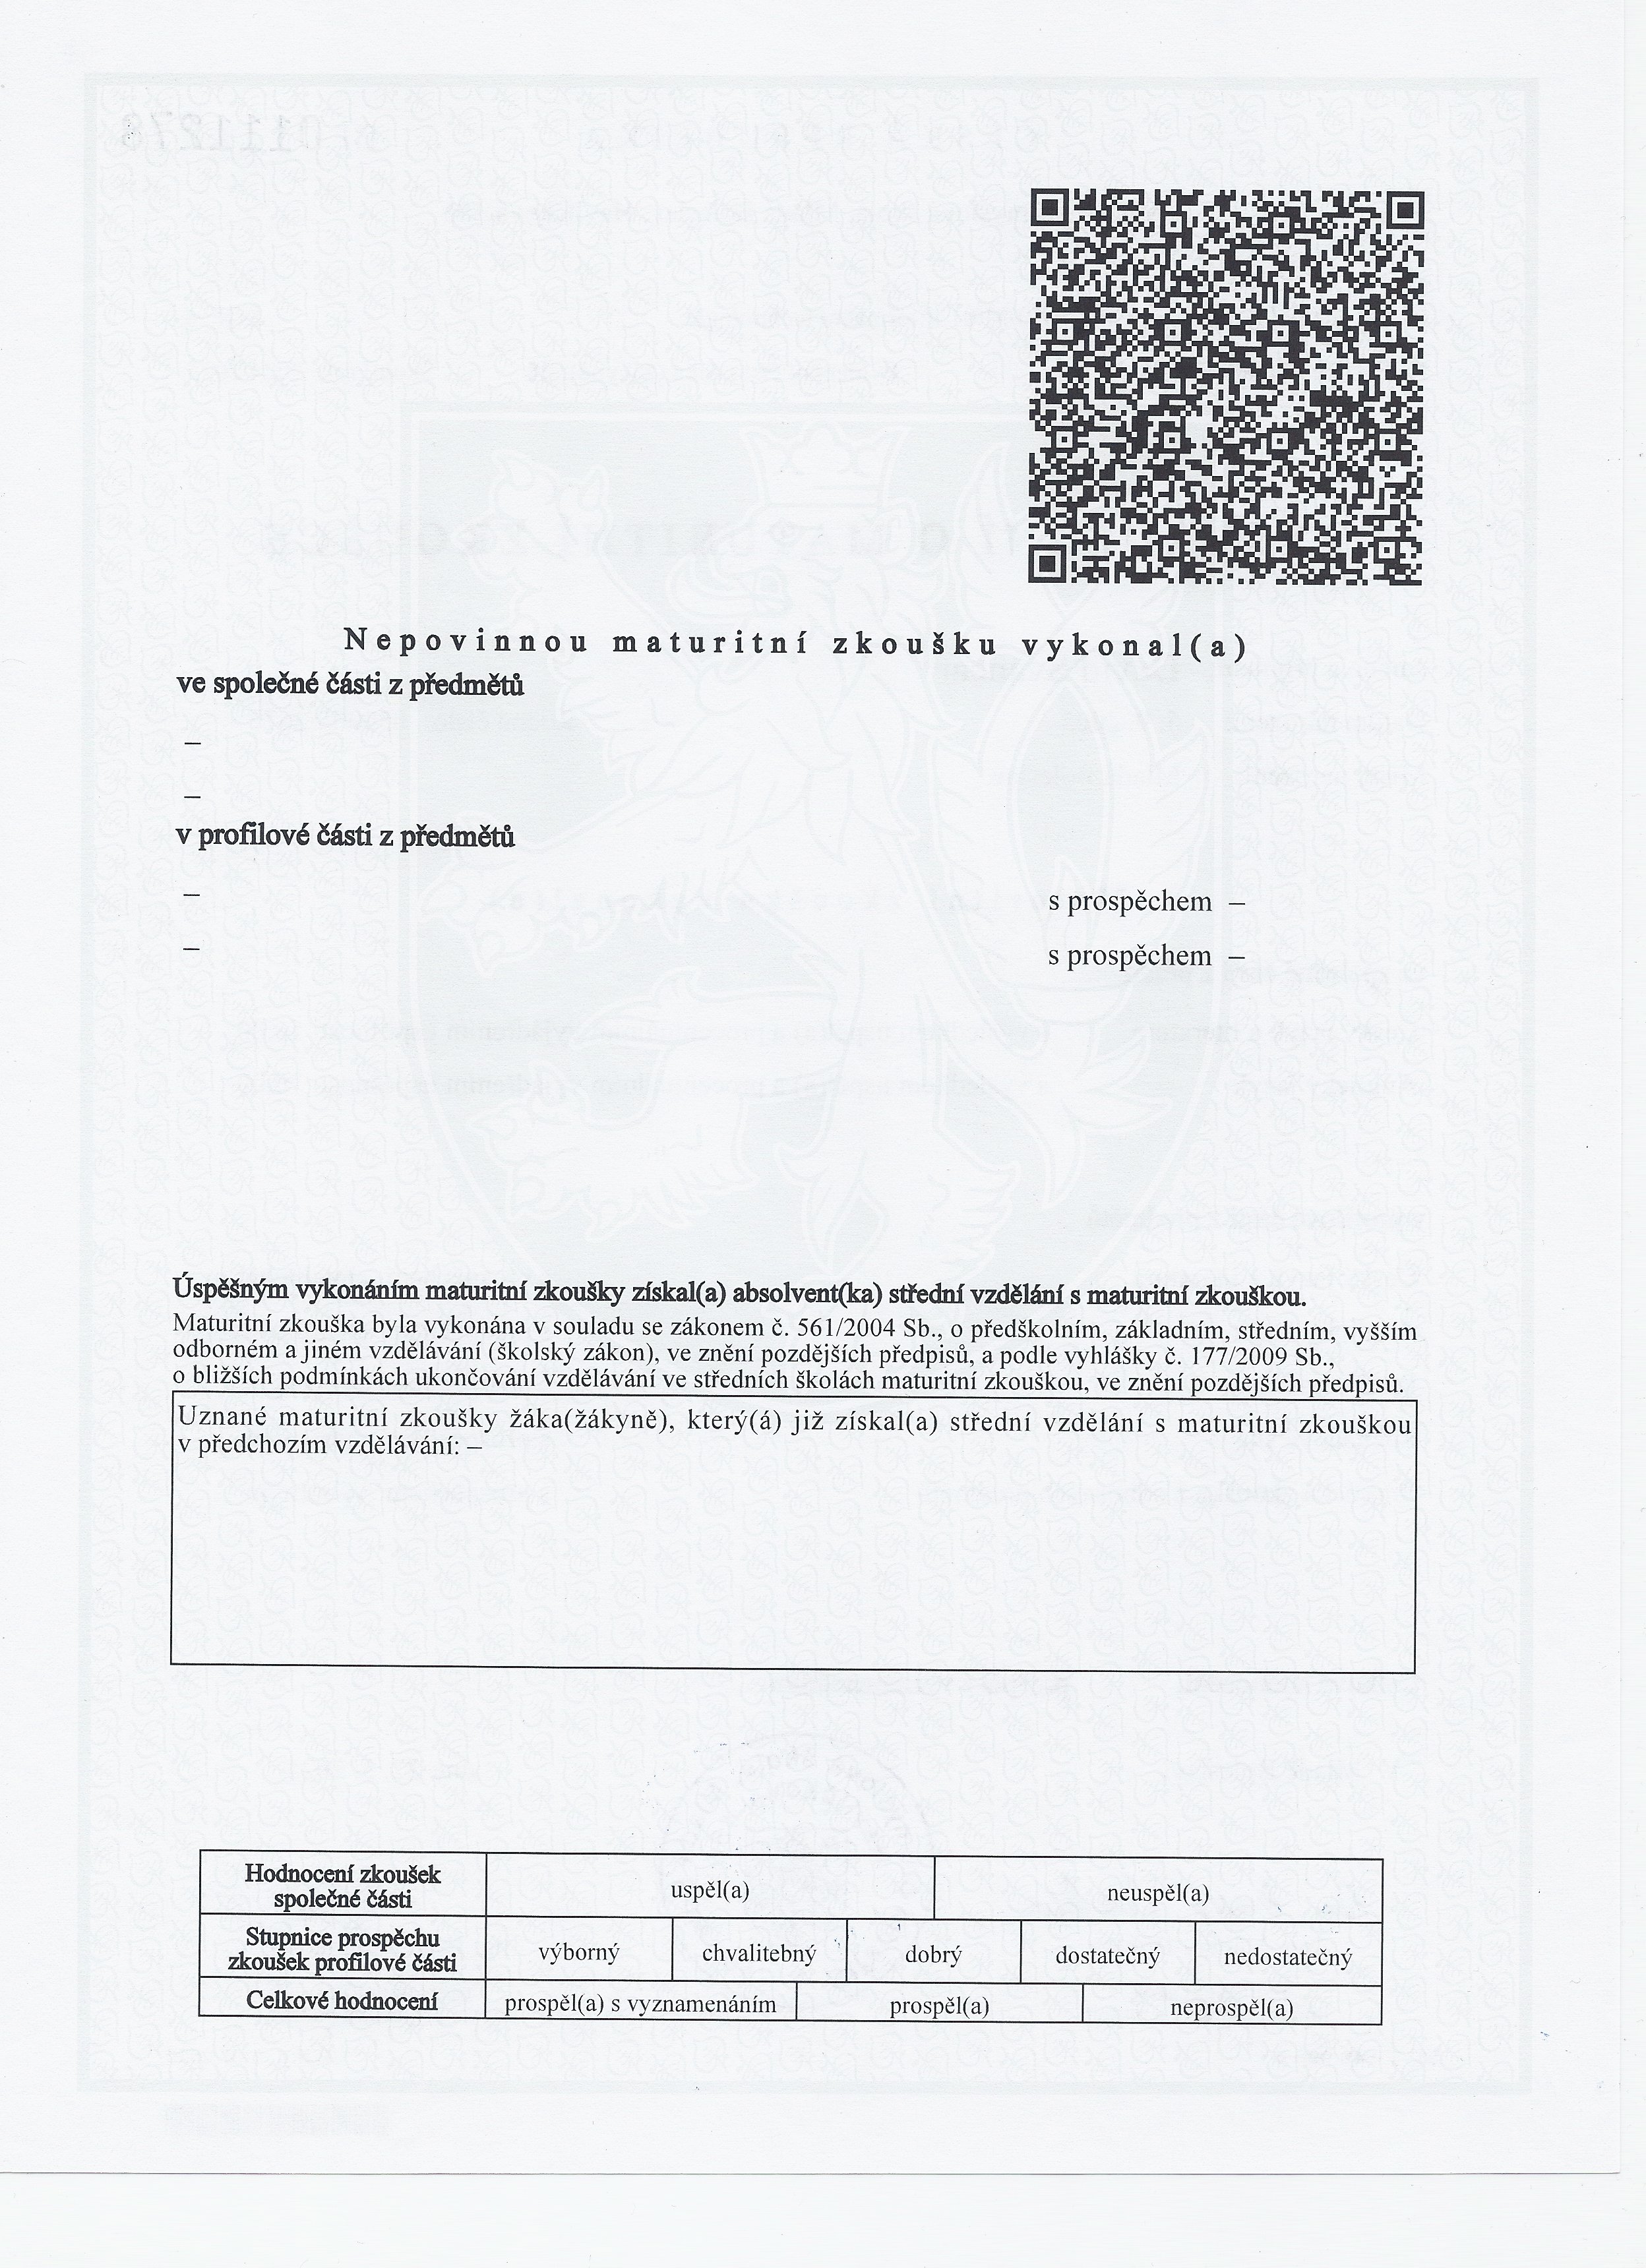 Nepovinnou maturitní zkoušku vykonal(a)
ve společné části z předmětů
–
–
v profilové části z předmětů
– s prospěchem –
– s prospěchem –
Úspěšným vykonáním maturitní zkoušky získal(a) absolvent(ka) střední vzdělání s maturitní zkouškou.
Maturitní zkouška byla vykonána v souladu se zákonem č. 561/2004 Sb., o předškolním, základním, středním, vyšším
odborném a jiném vzdělávání (školský zákon), ve znění pozdějších předpisů, a podle vyhlášky č. 177/2009 Sb.,
o bližších podmínkách ukončování vzdělávání ve středních školách maturitní zkouškou, ve znění pozdějších předpisů.
Uznané maturitní zkoušky žáka(žákyně), který(á) již získal(a) střední vzdělání s maturitní zkouškou
v předchozím vzdělávání: –
Hodnocení zkoušek
společné části
uspěl(a) neuspěl(a)
Stupnice prospěchu
zkoušek profilové části
výborný chvalitebný dobrý dostatečný nedostatečný
Celkové hodnocení prospěl(a) s vyznamenáním prospěl(a) neprospěl(a)